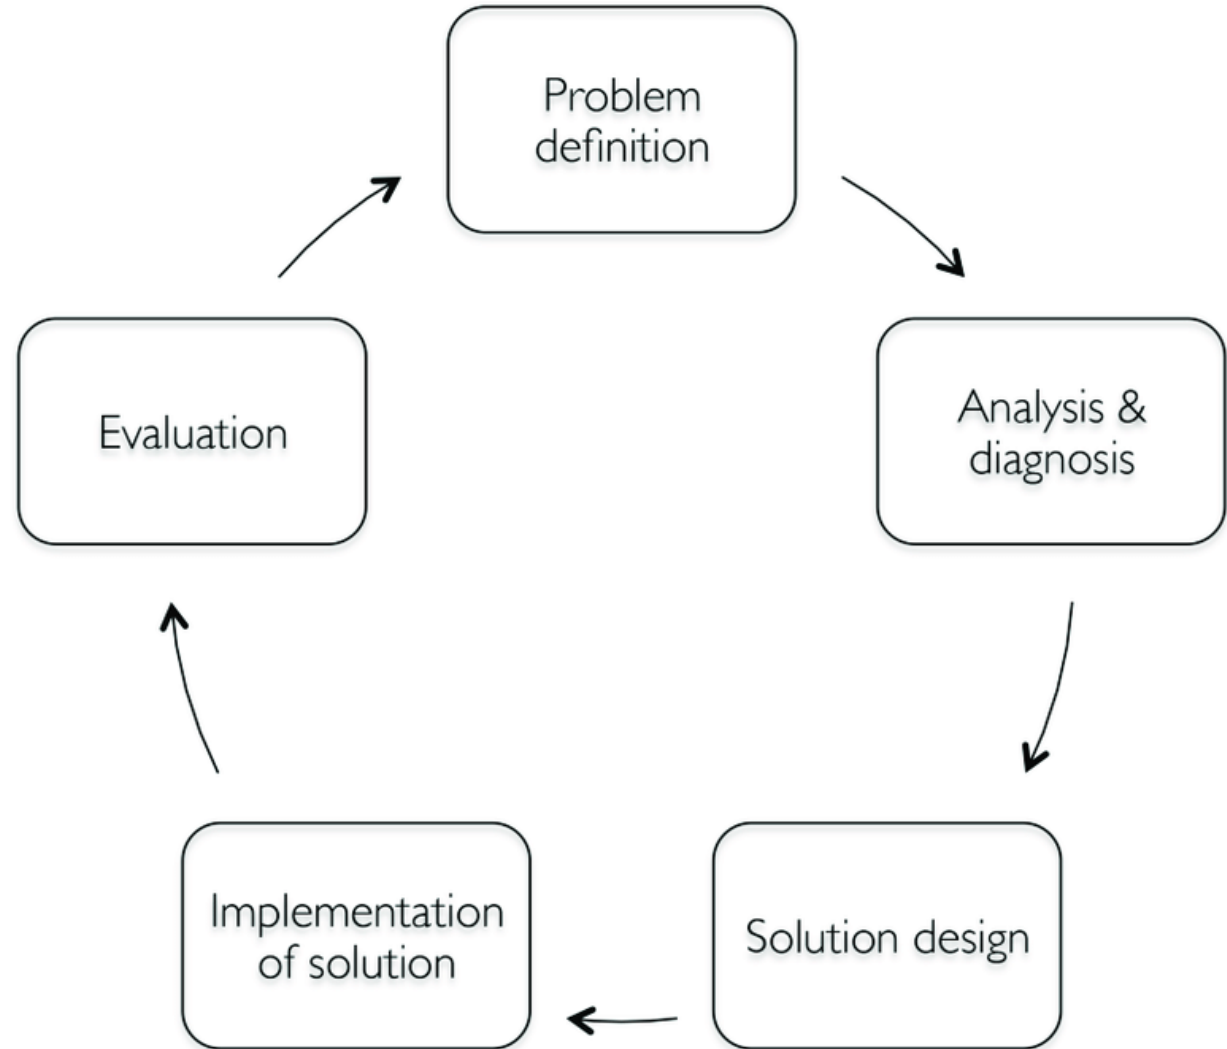 Problem
definition
Analysis &
diagnosis
Solution design
Implementation
of solution
Evaluation